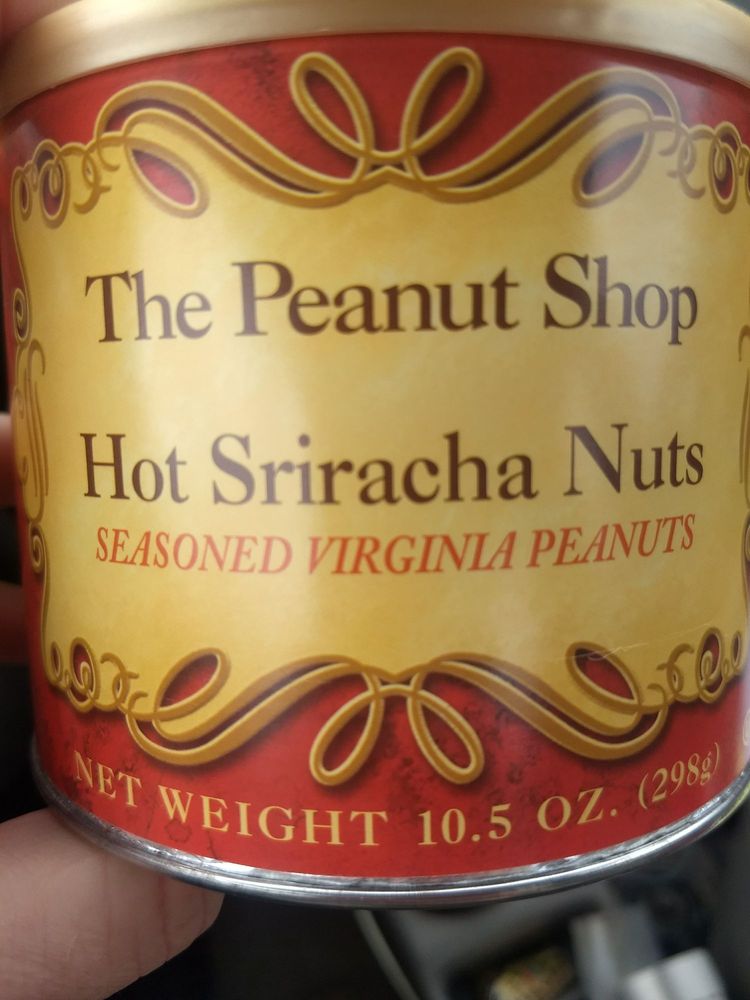 The Peanut Shop
Hot Sriracha Nuts
SEASONED VIRGINIA PEANUTS
NET WEIGHT 10.5 OZ. (298g)